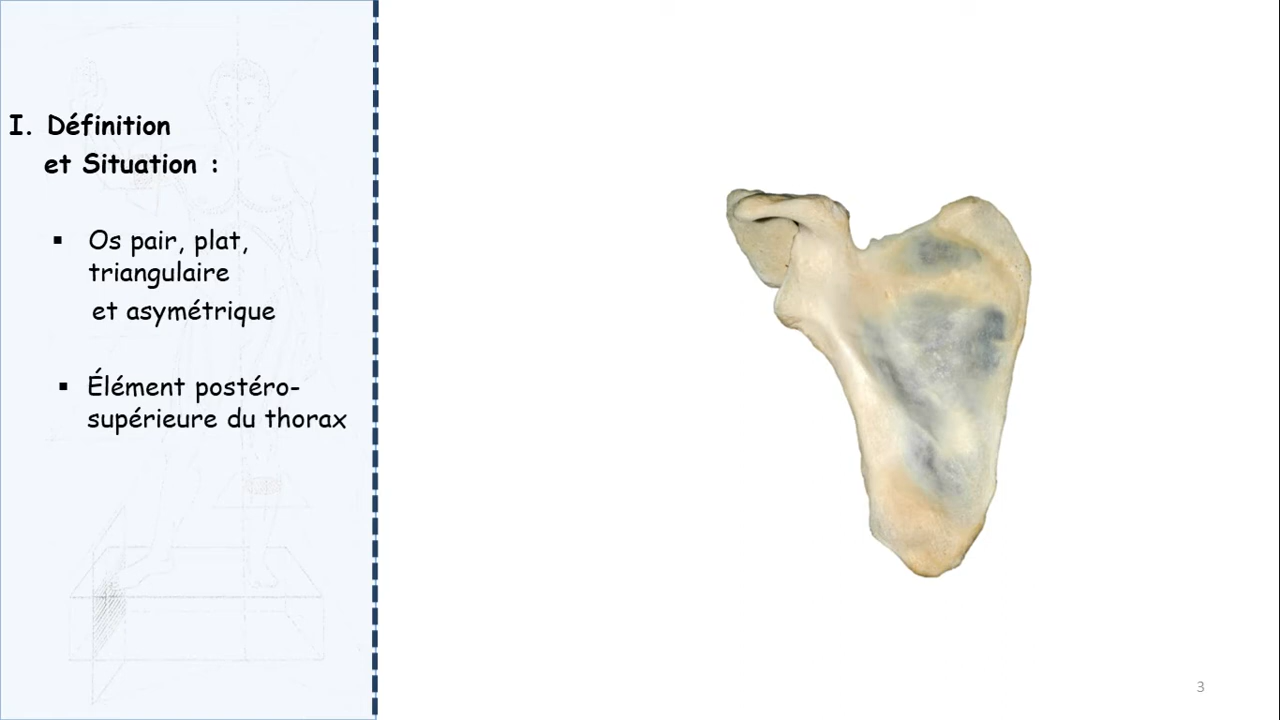 I. Définition
et Situation :
▪ Os pair, plat,
triangulaire
et asymétrique
▪ Élément postéro-
supérieure du thorax
3